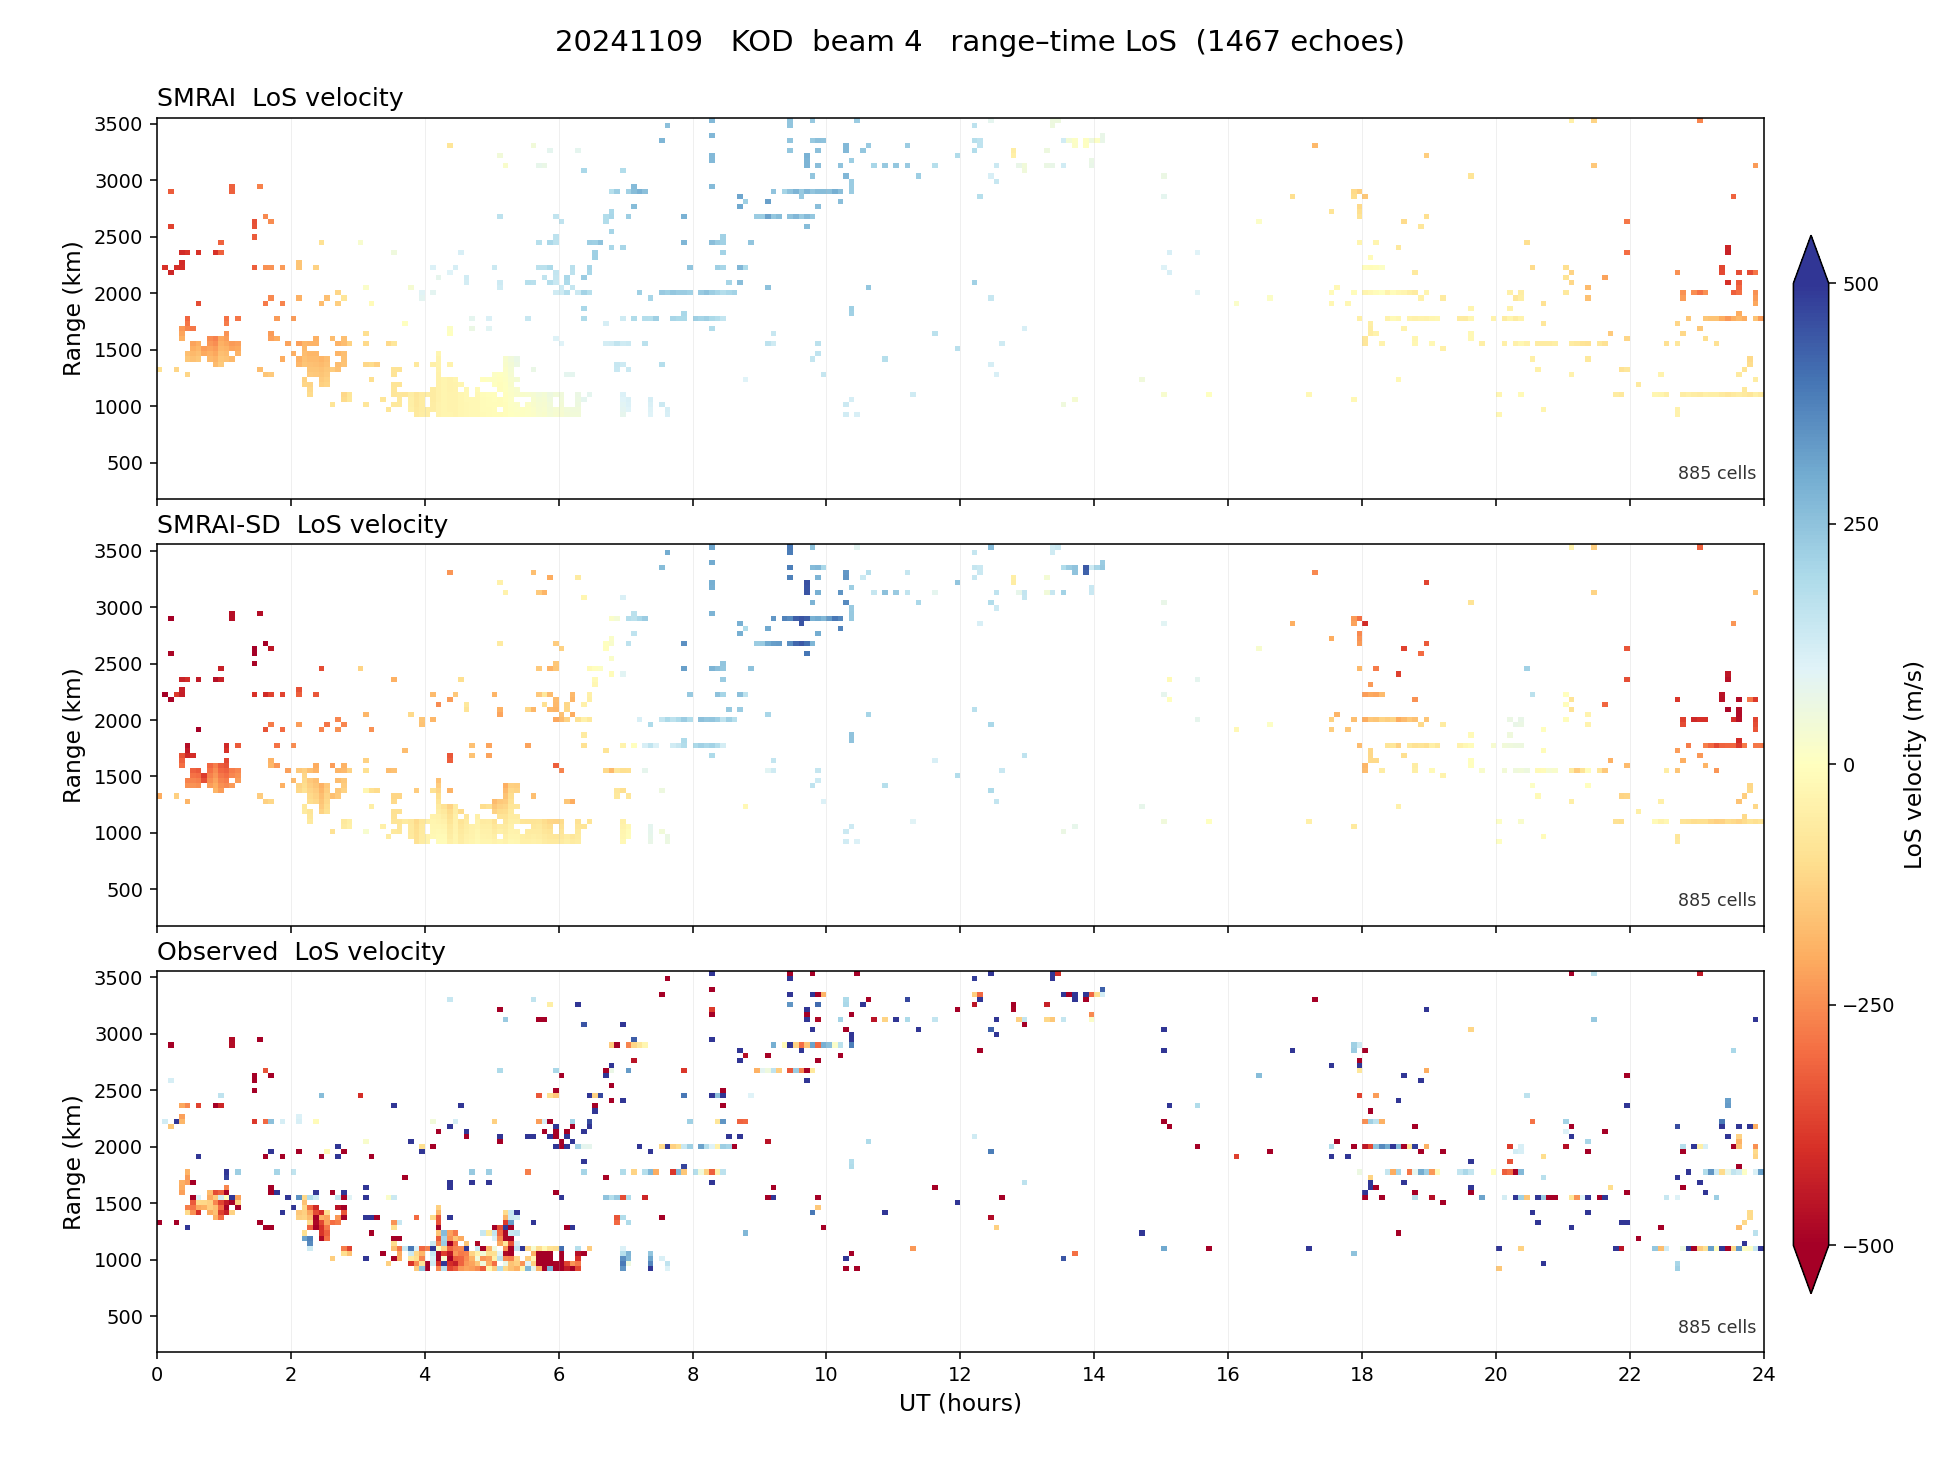 20241109 KOD beam 4 range–time LoS (1467 echoes)
SMRAI LoS velocity
3500
3000
2500
2000
1500
1000
500
Range (km)
885 cells
SMRAI-SD LoS velocity
3500
3000
2500
2000
1500
1000
500
Range (km)
885 cells
Observed LoS velocity
3500
3000
2500
2000
1500
1000
500
Range (km)
885 cells
0 2 4 6 8 10 12 14 16 18 20 22 24
UT (hours)
500
250
0
−250
−500
LoS velocity (m/s)